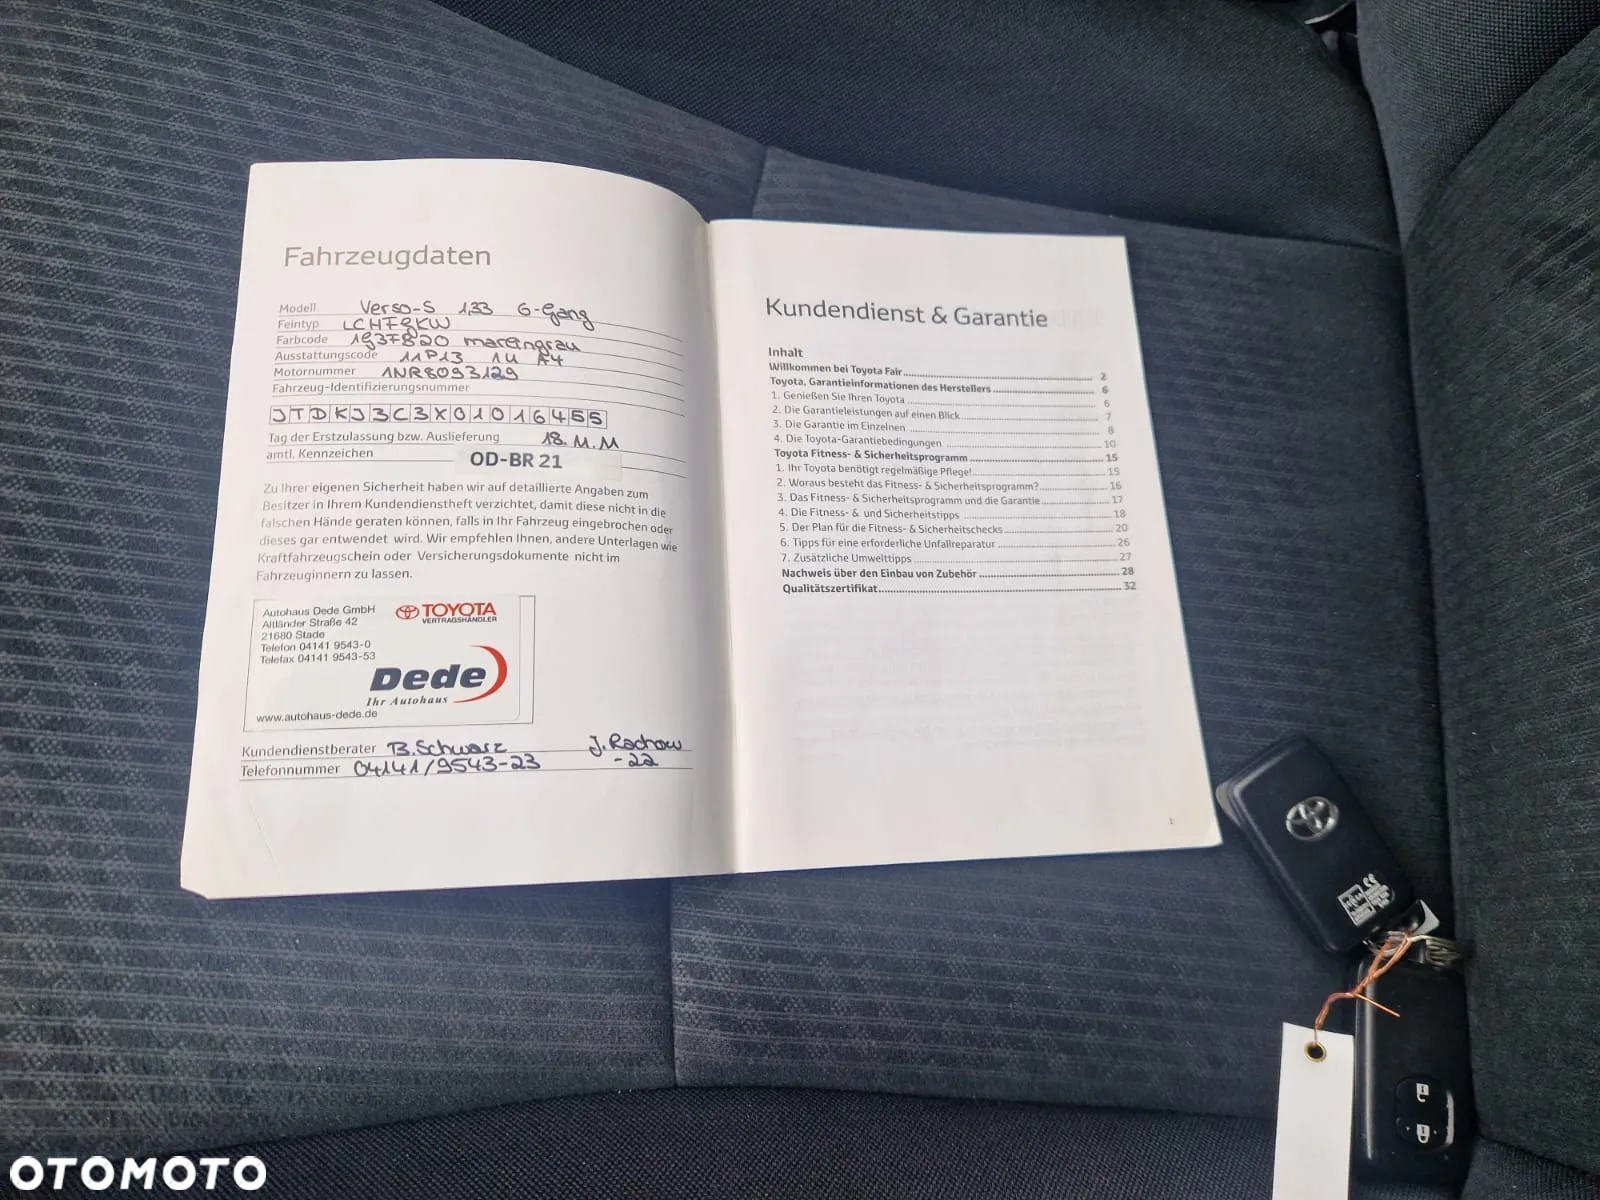 Fahrzeugdaten
Modell Verso-S 1,33 6-Gang
Feintyp LCHF8KW
Farbcode 1G3FB20 mareingrau
Ausstattungscode 11P13 1U A4
Motornummer 1NR8093129
Fahrzeug-Identifizierungsnummer
JTDKJ3C3X01016455
Tag der Erstzulassung bzw. Auslieferung 18.11.11
amtl. Kennzeichen OD-BR 21
Zu Ihrer eigenen Sicherheit haben wir auf detaillierte Angaben zum
Besitzer in Ihrem Kundendienstheft verzichtet, damit diese nicht in die
falschen Hände geraten können, falls in Ihr Fahrzeug eingebrochen oder
dieses gar entwendet wird. Wir empfehlen Ihnen, andere Unterlagen wie
Kraftfahrzeugschein oder Versicherungsdokumente nicht im
Fahrzeuginnern zu lassen.
Autohaus Dede GmbH
Altländer Straße 42
21680 Stade
Telefon 04141 9543-0
Telefax 04141 9543-53
TOYOTA
VERTRAGSHÄNDLER
Dede
Ihr Autohaus
www.autohaus-dede.de
Kundendienstberater B.Schwarz J.Rachow
Telefonnummer 04141/9543-23 -22
Kundendienst & Garantie
Inhalt
Willkommen bei Toyota Fair 2
Toyota, Garantieinformationen des Herstellers 6
1. Genießen Sie Ihren Toyota 6
2. Die Garantieleistungen auf einen Blick 7
3. Die Garantie im Einzelnen 8
4. Die Toyota-Garantiebedingungen 10
Toyota Fitness- & Sicherheitsprogramm 15
1. Ihr Toyota benötigt regelmäßige Pflege! 15
2. Woraus besteht das Fitness- & Sicherheitsprogramm? 16
3. Das Fitness- & Sicherheitsprogramm und die Garantie 17
4. Die Fitness- & und Sicherheitstipps 18
5. Der Plan für die Fitness- & Sicherheitschecks 20
6. Tipps für eine erforderliche Unfallreparatur 26
7. Zusätzliche Umwelttipps 27
Nachweis über den Einbau von Zubehör 28
Qualitätszertifikat 32
1
OTOMOTO